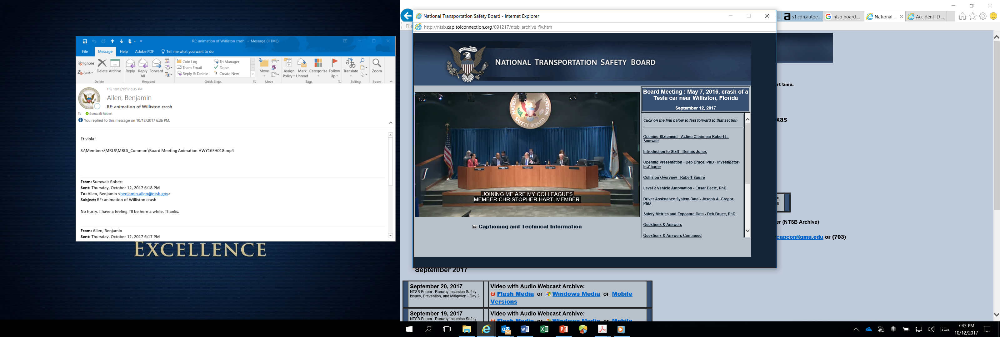 RE: animation of Williston crash - Message (HTML)
File Message Help Adobe PDF Tell me what you want to do
Ignore
Junk
Delete Archive
Delete
Reply Reply All Forward
Respond
Coin Log To Manager
Team Email Done
Reply & Delete Create New
Quick Steps
Move
Move
Assign Policy Mark Unread Categorize Follow Up
Tags
Translate
Editing
Zoom
Zoom
Thu 10/12/2017 6:35 PM
Allen, Benjamin
RE: animation of Williston crash
To Sumwalt Robert
You replied to this message on 10/12/2017 6:36 PM.
Et viola!
S:\Members\MRLS\MRLS_Common\Board Meeting Animation HWY16FH018.mp4
From: Sumwalt Robert
Sent: Thursday, October 12, 2017 6:18 PM
To: Allen, Benjamin <benjamin.allen@ntsb.gov>
Subject: RE: animation of Williston crash
No hurry. I have a feeling I'll be here a while. Thanks.
From: Allen, Benjamin
Sent: Thursday, October 12, 2017 6:17 PM
EXCELLENCE
National Transportation Safety Board - Internet Explorer
http://ntsb.capitolconnection.org/091217/ntsb_archive_flv.htm
File
s1.cdn.autoe...
ntsb board ...
National ...
Accident ID ...
NATIONAL TRANSPORTATION SAFETY BOARD
SAFETY BOARD
JOINING ME ARE MY COLLEAGUES.
MEMBER CHRISTOPHER HART, MEMBER
CC Captioning and Technical Information
Board Meeting : May 7, 2016, crash of a
Tesla car near Williston, Florida
September 12, 2017
Click on the link below to fast forward to that section
Opening Statement - Acting Chairman Robert L.
Sumwalt
Introduction to Staff - Dennis Jones
Opening Presentation - Deb Bruce, PhD - Investigator-
in-Charge
Collision Overview - Robert Squire
Level 2 Vehicle Automation - Ensar Becic, PhD
Driver Assistance System Data - Joseph A. Gregor,
PhD
Safety Metrics and Exposure Data - Deb Bruce, PhD
Questions & Answers
Questions & Answers Continued
rt time.
xas
n
g
er (NTSB Archive)
capcon@gmu.edu or (703)
September 2017
September 20, 2017
NTSB Forum : Runway Incursion Safety
Issues, Prevention, and Mitigation - Day 2
Video with Audio Webcast Archive:
Flash Media or Windows Media or Mobile
Versions
September 19, 2017
NTSB Forum : Runway Incursion Safety
Video with Audio Webcast Archive:
Flash Media or Windows Media or Mobile
7:43 PM
10/12/2017